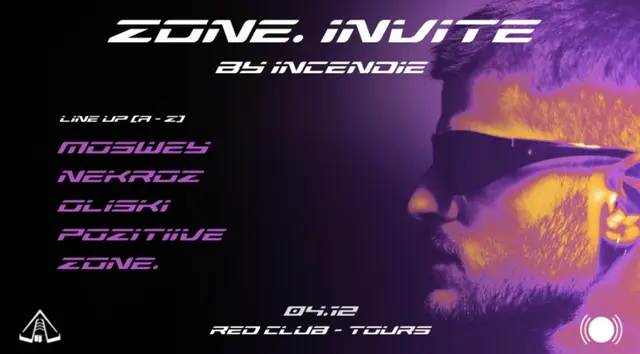 ZONE. INVITE
BY INCENDIE
LINE UP (A - Z)
MOSWEY
NEKROZ
OLISKI
POZITIIVE
ZONE.
04.12
RED CLUB - TOURS